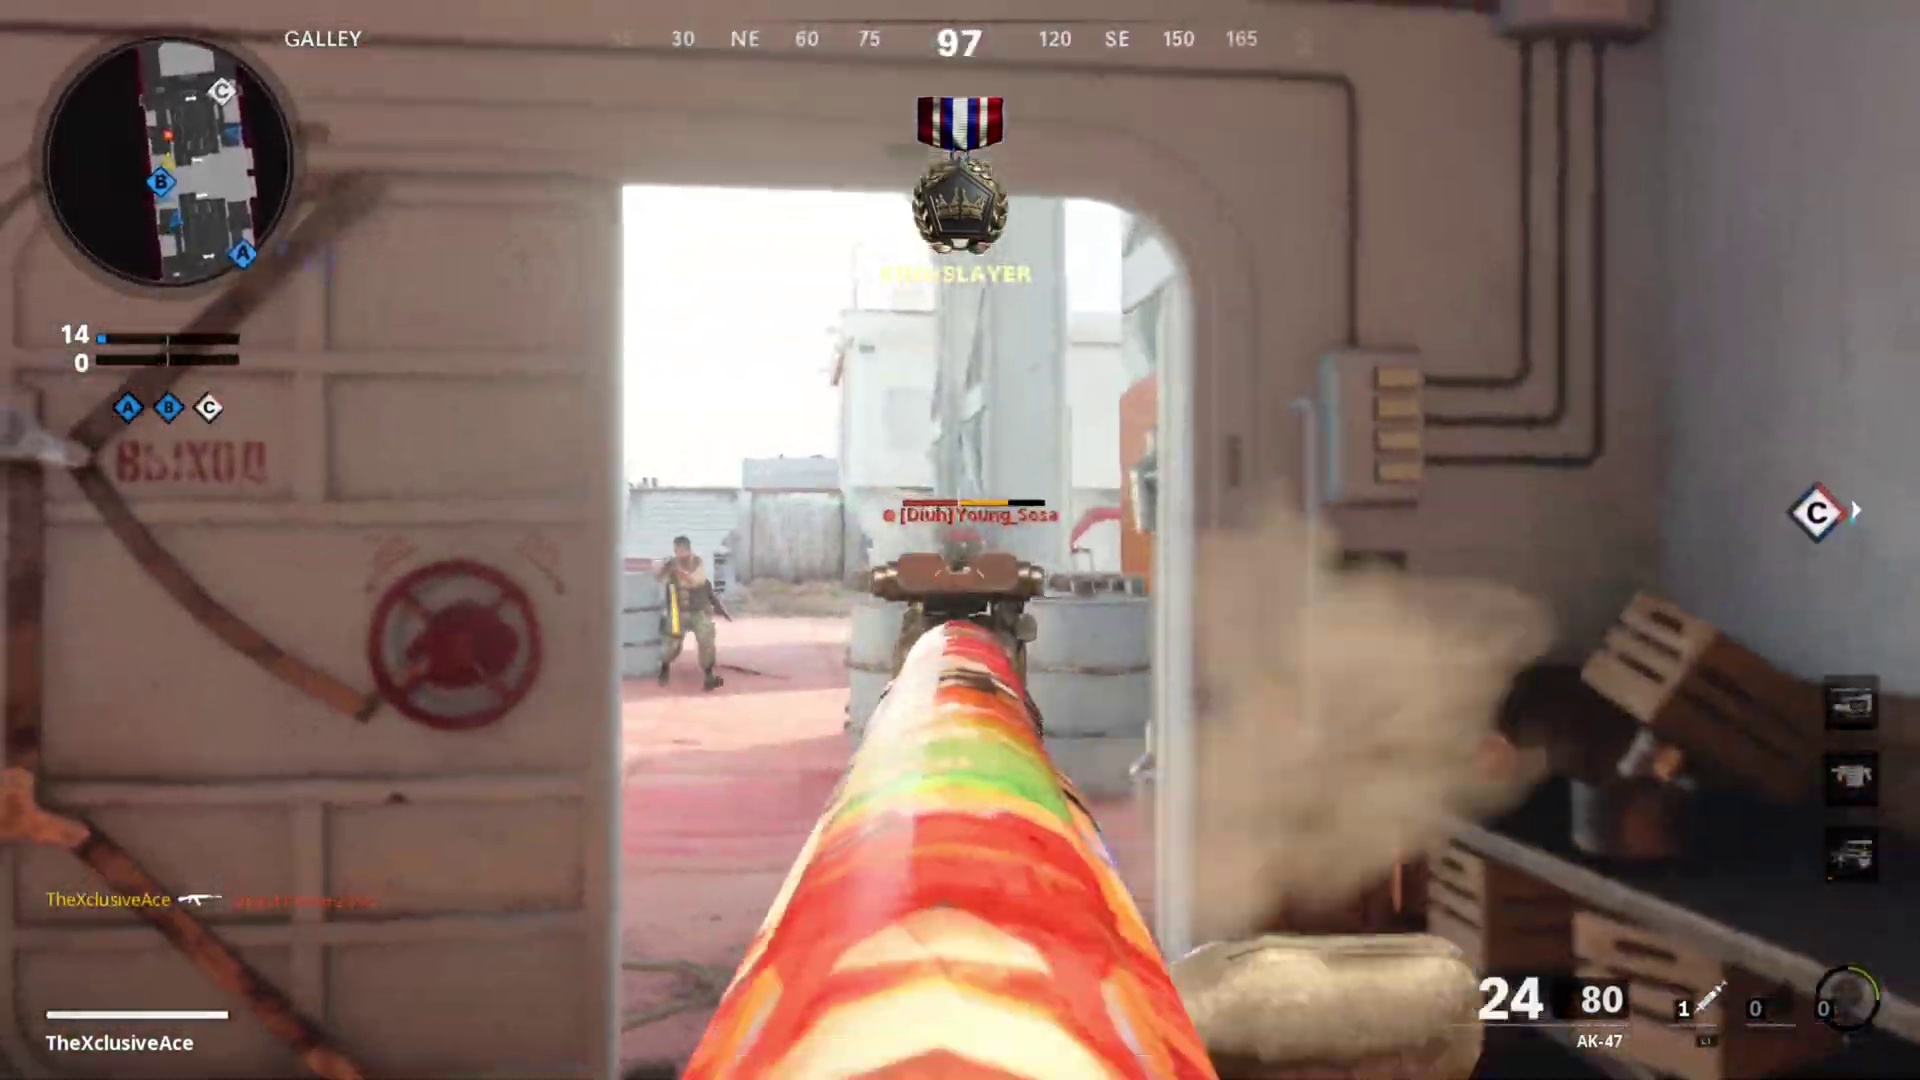 GALLEY
30 NE 60 75 97 120 SE 150 165
C
B
A
SLAYER
14
0
A B C
ВЫХОД
[Diuh]Young_Sosa
C
TheXclusiveAce
24 80 1 0 0
AK-47
TheXclusiveAce